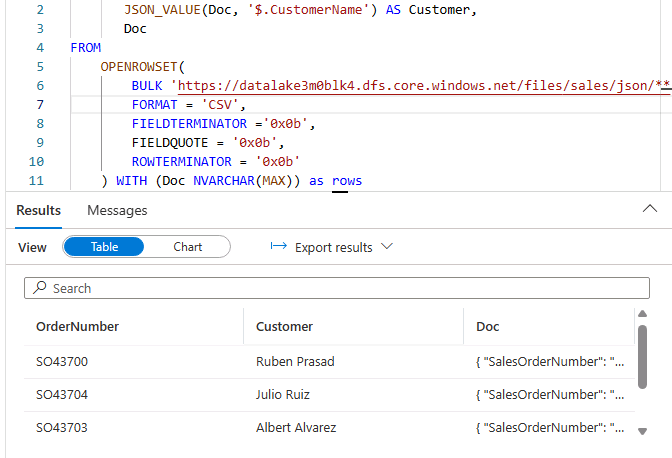 2 JSON_VALUE(Doc, '$.CustomerName') AS Customer,
3 Doc
4 FROM
5 OPENROWSET(
6 BULK 'https://datalake3m0blk4.dfs.core.windows.net/files/sales/json/**
7 FORMAT = 'CSV',
8 FIELDTERMINATOR ='0x0b',
9 FIELDQUOTE = '0x0b',
10 ROWTERMINATOR = '0x0b'
11 ) WITH (Doc NVARCHAR(MAX)) as rows
Results Messages
View Table Chart Export results
Search
OrderNumber Customer Doc
SO43700 Ruben Prasad { "SalesOrderNumber": "...
SO43704 Julio Ruiz { "SalesOrderNumber": "...
SO43703 Albert Alvarez { "SalesOrderNumber": "...